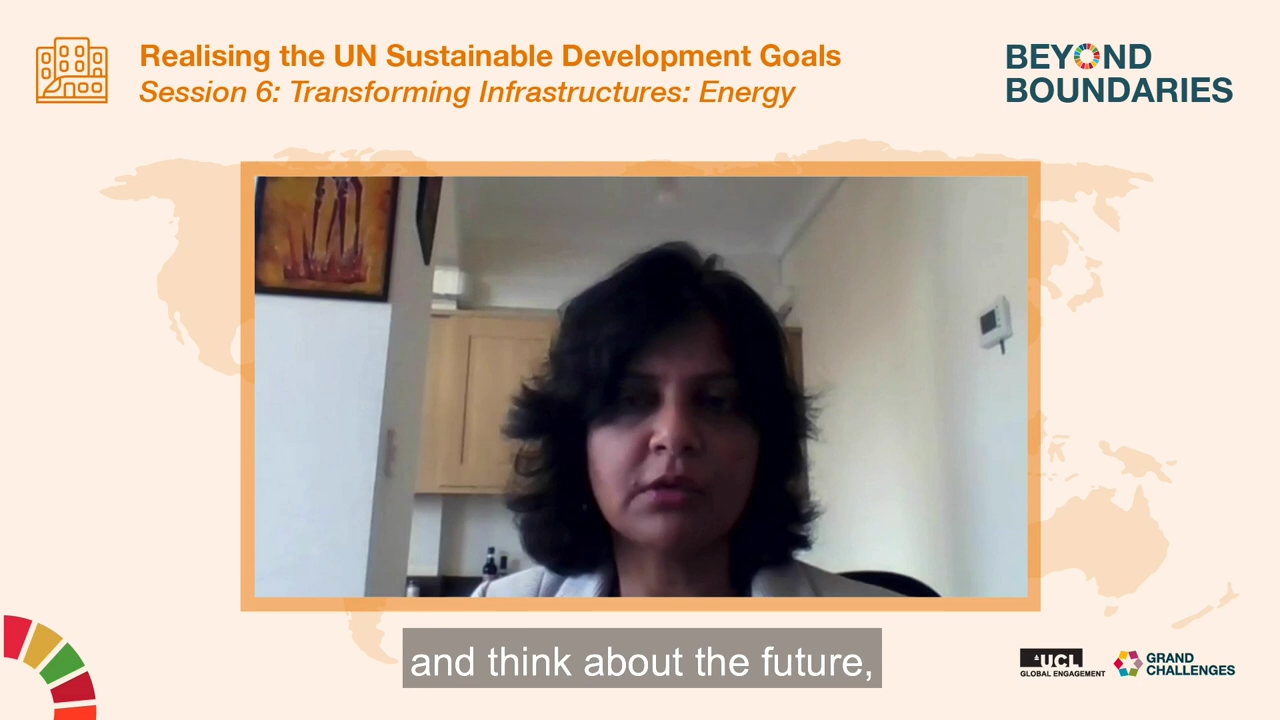 Realising the UN Sustainable Development Goals
Session 6: Transforming Infrastructures: Energy
BEYOND
BOUNDARIES
and think about the future,
UCL
GLOBAL ENGAGEMENT
GRAND
CHALLENGES